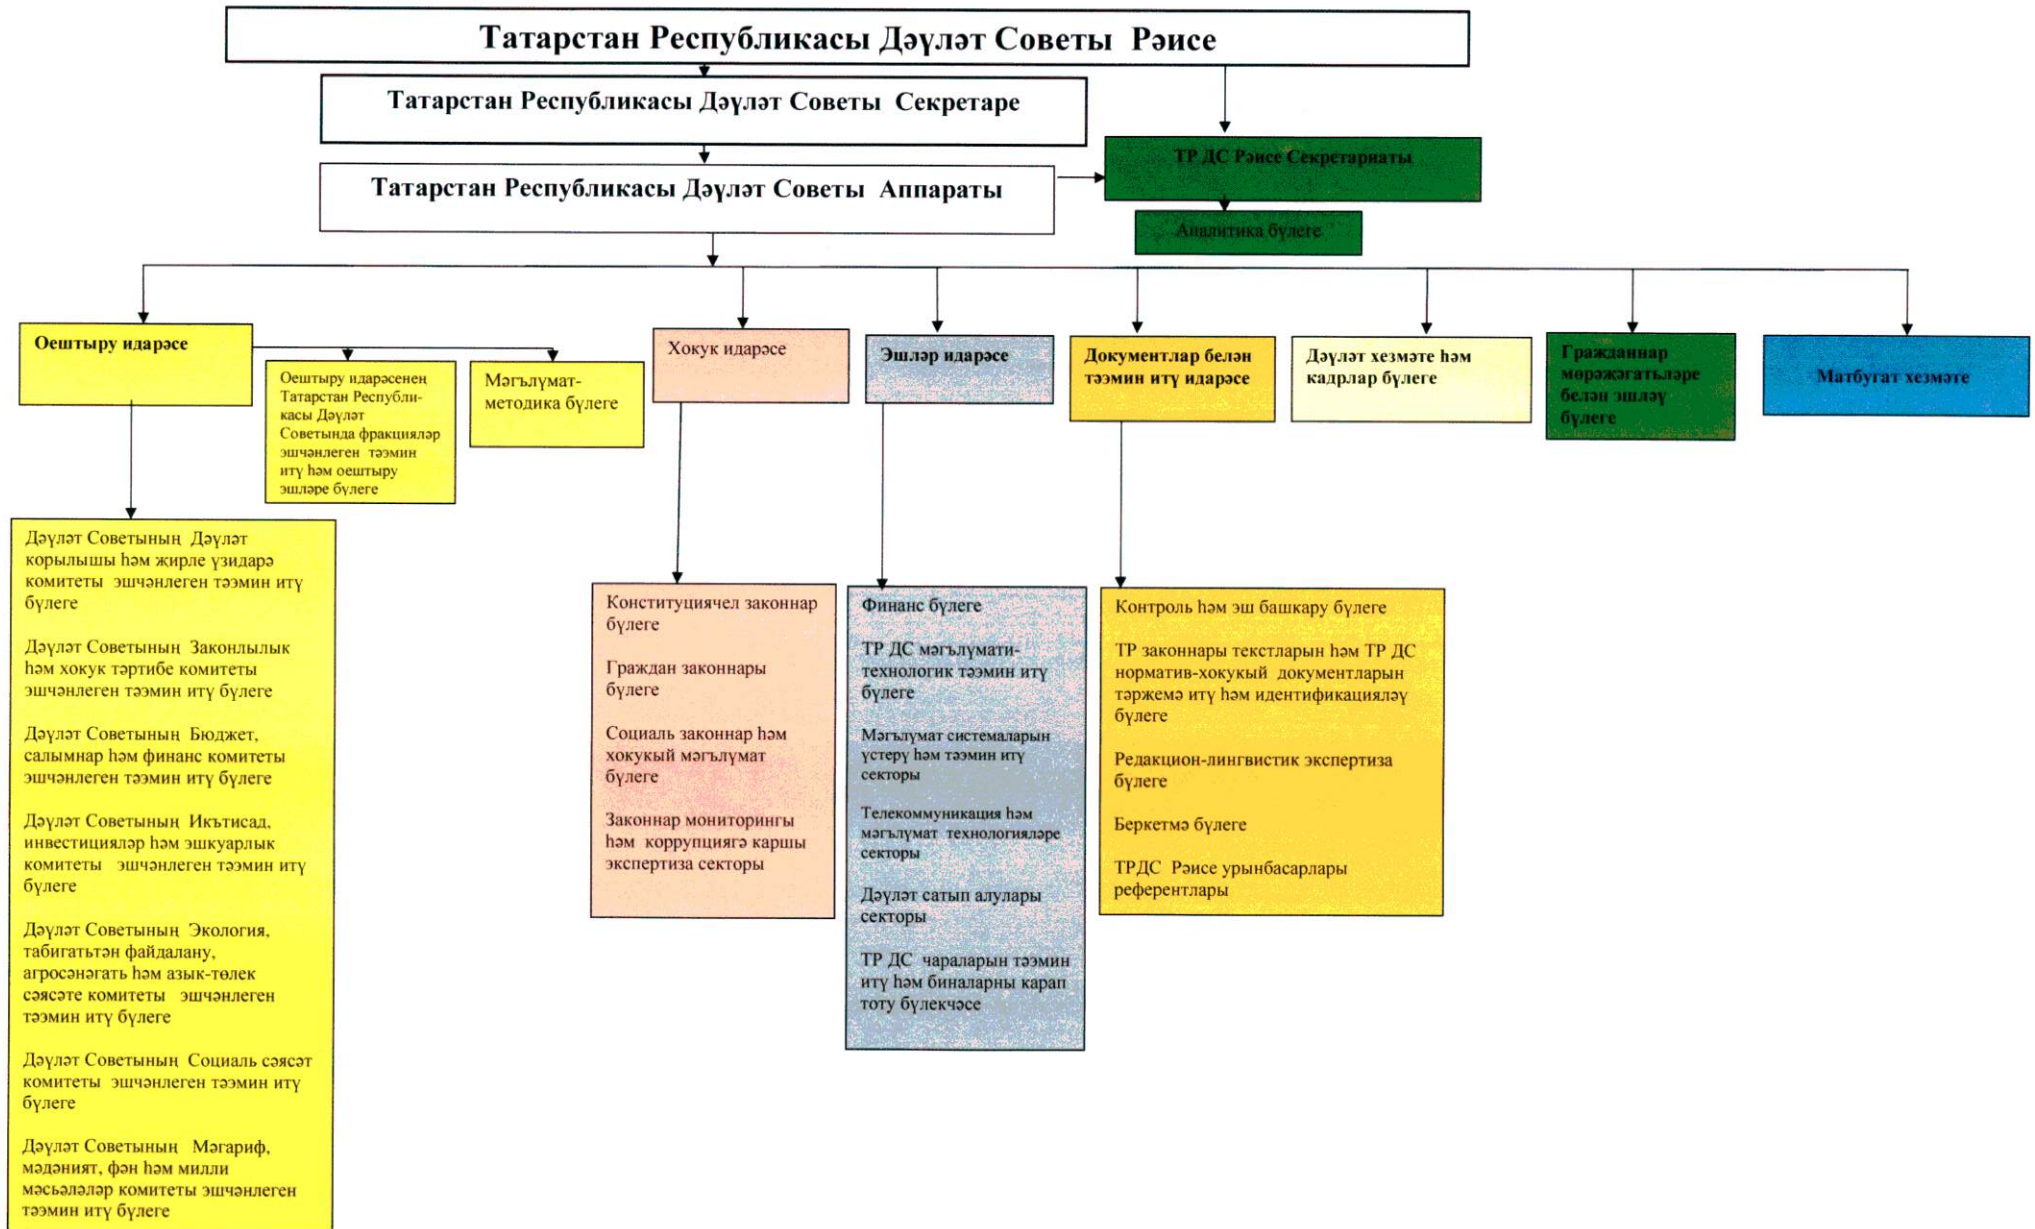 Татарстан Республикасы Дәүләт Советы Рәисе
Татарстан Республикасы Дәүләт Советы Секретаре
Татарстан Республикасы Дәүләт Советы Аппараты
ТР ДС Рәисе Секретариаты
Аналитика бүлеге
Оештыру идарәсе
Оештыру идарәсенең
Татарстан Республи-
касы Дәүләт
Советында фракцияләр
эшчәнлеген тәэмин
итү һәм оештыру
эшләре бүлеге
Мәгълүмат-
методика бүлеге
Хокук идарәсе
Эшләр идарәсе
Документлар белән
тәэмин итү идарәсе
Дәүләт хезмәте һәм
кадрлар бүлеге
Гражданнар
мөрәҗәгатьләре
белән эшләү
бүлеге
Матбугат хезмәте
Дәүләт Советының Дәүләт
корылышы һәм җирле үзидарә
комитеты эшчәнлеген тәэмин итү
бүлеге
Дәүләт Советының Законлылык
һәм хокук тәртибе комитеты
эшчәнлеген тәэмин итү бүлеге
Дәүләт Советының Бюджет,
салымнар һәм финанс комитеты
эшчәнлеген тәэмин итү бүлеге
Дәүләт Советының Икътисад,
инвестицияләр һәм эшкуарлык
комитеты эшчәнлеген тәэмин итү
бүлеге
Дәүләт Советының Экология,
табигатьтән файдалану,
агросәнәгать һәм азык-төлек
сәясәте комитеты эшчәнлеген
тәэмин итү бүлеге
Дәүләт Советының Социаль сәясәт
комитеты эшчәнлеген тәэмин итү
бүлеге
Дәүләт Советының Мәгариф,
мәдәният, фән һәм милли
мәсьәләләр комитеты эшчәнлеген
тәэмин итү бүлеге
Конституциячел законнар
бүлеге
Граждан законнары
бүлеге
Социаль законнар һәм
хокукый мәгълүмат
бүлеге
Законнар мониторингы
һәм коррупциягә каршы
экспертиза секторы
Финанс бүлеге
ТР ДС мәгълүмати-
технологик тәэмин итү
бүлеге
Мәгълүмат системаларын
үстерү һәм тәэмин итү
секторы
Телекоммуникация һәм
мәгълүмат технологияләре
секторы
Дәүләт сатып алулары
секторы
ТР ДС чараларын тәэмин
итү һәм биналарны карап
тоту бүлекчәсе
Контроль һәм эш башкару бүлеге
ТР законнары текстларын һәм ТР ДС
норматив-хокукый документларын
тәрҗемә итү һәм идентификацияләү
бүлеге
Редакцион-лингвистик экспертиза
бүлеге
Беркетмә бүлеге
ТРДС Рәисе урынбасарлары
референтлары